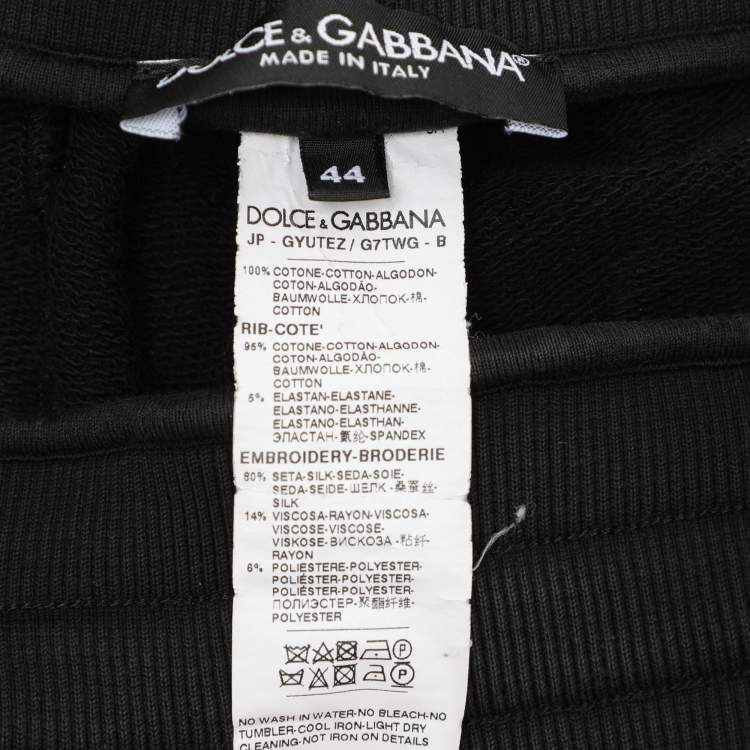 DOLCE & GABBANA®
MADE IN ITALY
44
DOLCE & GABBANA
JP - GYUTEZ / G7TWG - B
100% COTONE-COTTON-ALGODON-
COTON-ALGODÃO-
BAUMWOLLE-ХЛОПОК-棉-
COTTON
RIB-COTE'
95% COTONE-COTTON-ALGODON-
COTON-ALGODÃO-
BAUMWOLLE-ХЛОПОК-棉-
COTTON
5% ELASTAN-ELASTANE-
ELASTANO-ELASTHANNE-
ELASTANO-ELASTHAN-
ЭЛАСТАН-氨纶-SPANDEX
EMBROIDERY-BRODERIE
80% SETA-SILK-SEDA-SOIE-
SEDA-SEIDE-ШЕЛК-桑蚕丝-
SILK
14% VISCOSA-RAYON-VISCOSA-
VISCOSE-VISCOSE-
VISKOSE-ВИСКОЗА-粘纤-
RAYON
6% POLIESTERE-POLYESTER-
POLIÉSTER-POLYESTER-
POLIÉSTER-POLYESTER-
ПОЛИЭСТЕР-聚酯纤维-
POLYESTER
NO WASH IN WATER-NO BLEACH-NO
TUMBLER-COOL IRON-LIGHT DRY
CLEANING-NOT IRON ON DETAILS